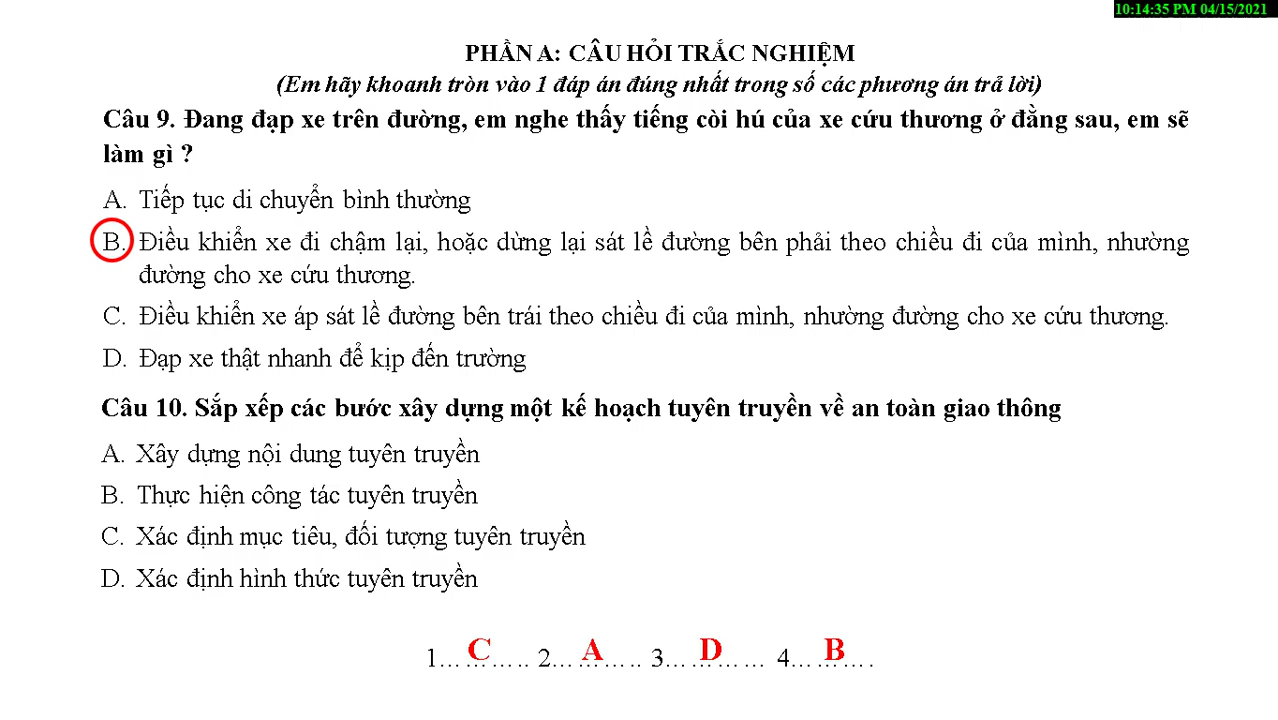 10:14:35 PM 04/15/2021
PHẦN A: CÂU HỎI TRẮC NGHIỆM
(Em hãy khoanh tròn vào 1 đáp án đúng nhất trong số các phương án trả lời)
Câu 9. Đang đạp xe trên đường, em nghe thấy tiếng còi hú của xe cứu thương ở đằng sau, em sẽ
làm gì ?
A. Tiếp tục di chuyển bình thường
B. Điều khiển xe đi chậm lại, hoặc dừng lại sát lề đường bên phải theo chiều đi của mình, nhường
đường cho xe cứu thương.
C. Điều khiển xe áp sát lề đường bên trái theo chiều đi của mình, nhường đường cho xe cứu thương.
D. Đạp xe thật nhanh để kịp đến trường
Câu 10. Sắp xếp các bước xây dựng một kế hoạch tuyên truyền về an toàn giao thông
A. Xây dựng nội dung tuyên truyền
B. Thực hiện công tác tuyên truyền
C. Xác định mục tiêu, đối tượng tuyên truyền
D. Xác định hình thức tuyên truyền
1... C ……….. 2... A ……….. 3... D ……... 4... B …….